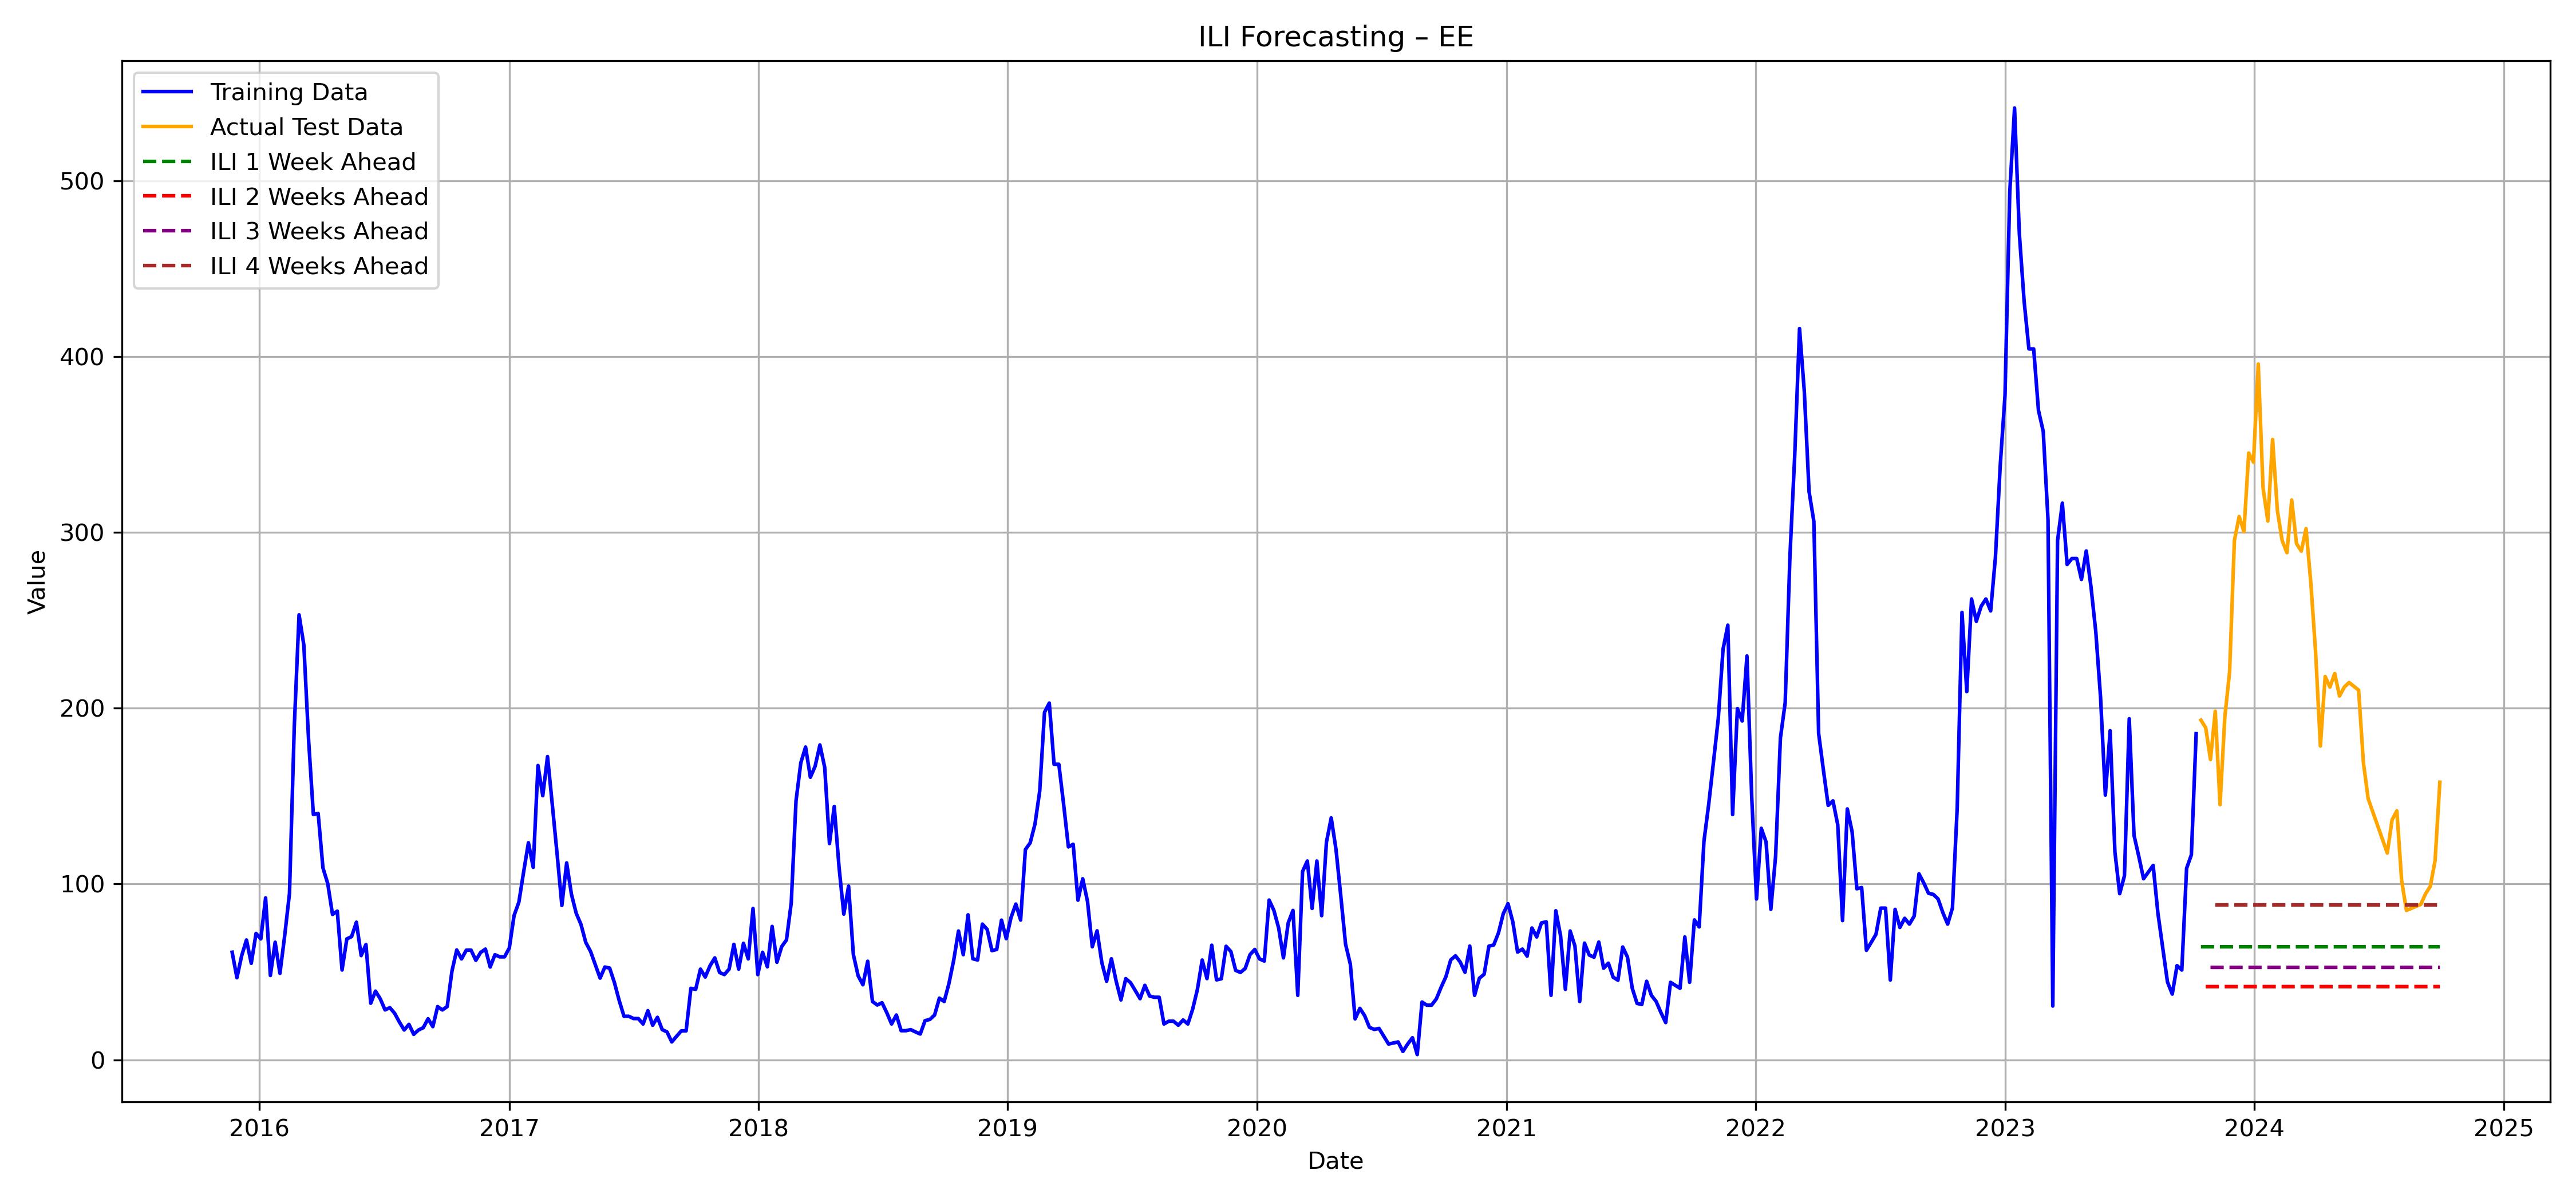 ILI Forecasting – EE
Training Data
Actual Test Data
ILI 1 Week Ahead
ILI 2 Weeks Ahead
ILI 3 Weeks Ahead
ILI 4 Weeks Ahead
500
400
300
200
100
0
Value
2016 2017 2018 2019 2020 2021 2022 2023 2024 2025
Date